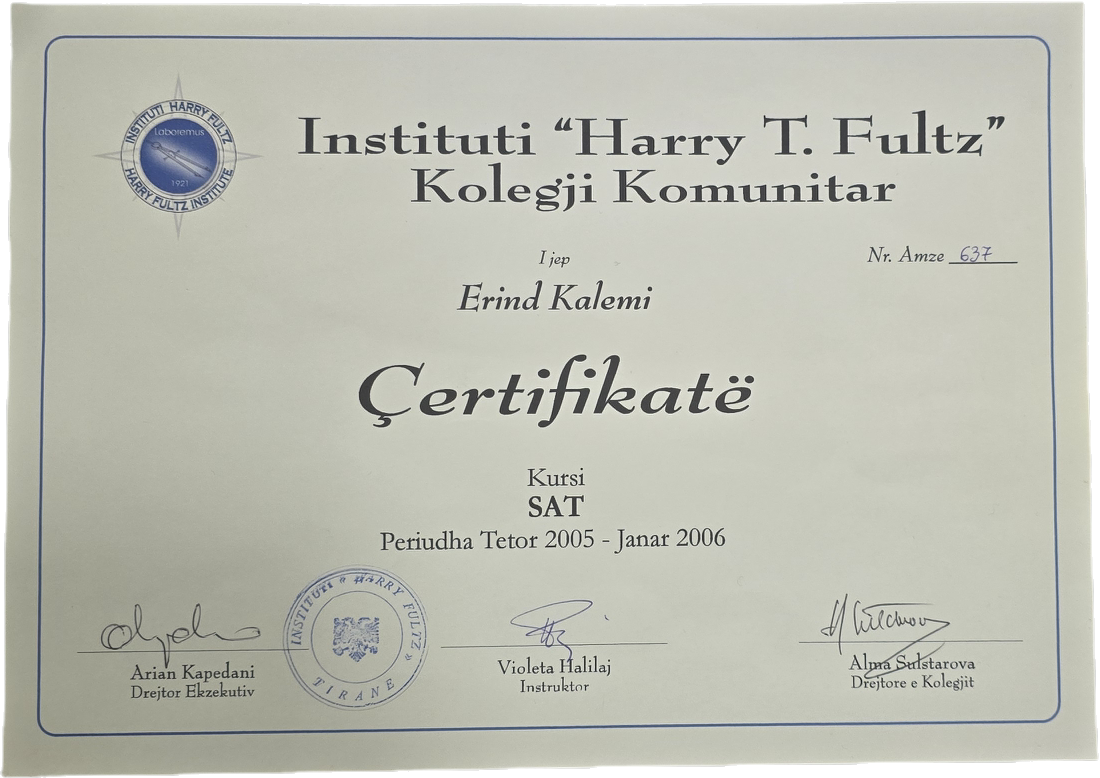 INSTITUTI HARRY FULTZ
Laboremus
1921
HARRY FULTZ INSTITUTE
Instituti “Harry T. Fultz”
Kolegji Komunitar
I jep
Nr. Amze 637
Erind Kalemi
Çertifikatë
Kursi
SAT
Periudha Tetor 2005 - Janar 2006
INSTITUTI « HARRY FULTZ »
TIRANE
Arian Kapedani
Drejtor Ekzekutiv
Violeta Halilaj
Instruktor
Alma Sulstarova
Drejtore e Kolegjit